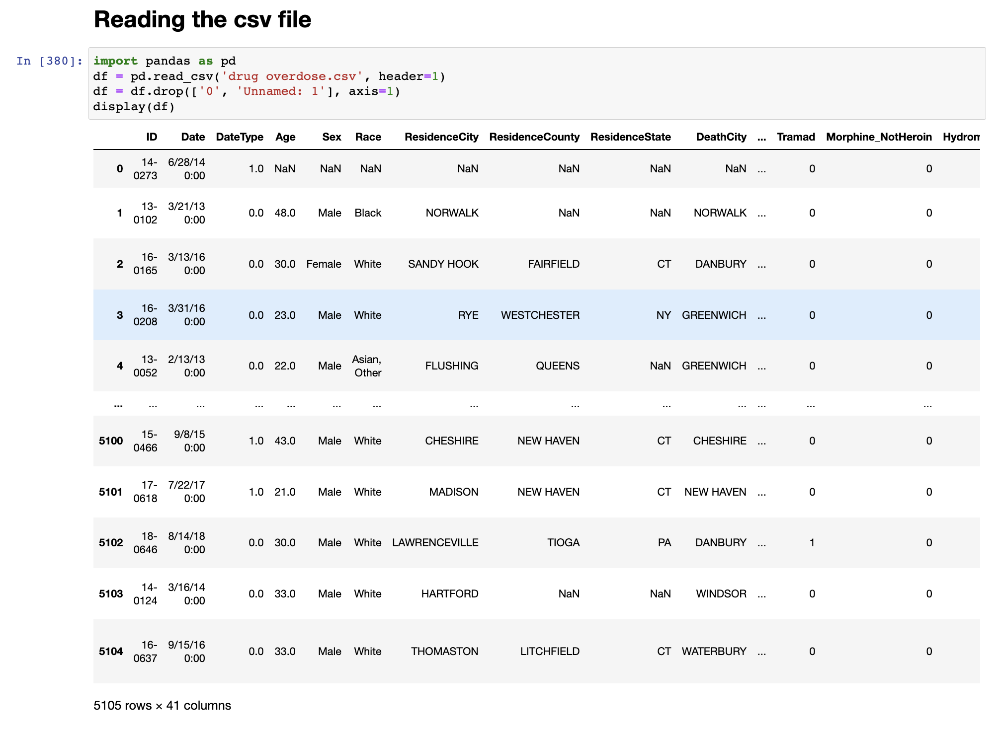 Reading the csv file
In [380]:
import pandas as pd
df = pd.read_csv('drug overdose.csv', header=1)
df = df.drop(['0', 'Unnamed: 1'], axis=1)
display(df)
ID Date DateType Age Sex Race ResidenceCity ResidenceCounty ResidenceState DeathCity ... Tramad Morphine_NotHeroin Hydrom
0 14-0273 6/28/14 0:00 1.0 NaN NaN NaN NaN NaN NaN NaN ... 0 0
1 13-0102 3/21/13 0:00 0.0 48.0 Male Black NORWALK NaN NaN NORWALK ... 0 0
2 16-0165 3/13/16 0:00 0.0 30.0 Female White SANDY HOOK FAIRFIELD CT DANBURY ... 0 0
3 16-0208 3/31/16 0:00 0.0 23.0 Male White RYE WESTCHESTER NY GREENWICH ... 0 0
4 13-0052 2/13/13 0:00 0.0 22.0 Male Asian, Other FLUSHING QUEENS NaN GREENWICH ... 0 0
... ... ... ... ... ... ... ... ... ... ... ... ... ...
5100 15-0466 9/8/15 0:00 1.0 43.0 Male White CHESHIRE NEW HAVEN CT CHESHIRE ... 0 0
5101 17-0618 7/22/17 0:00 1.0 21.0 Male White MADISON NEW HAVEN CT NEW HAVEN ... 0 0
5102 18-0646 8/14/18 0:00 0.0 30.0 Male White LAWRENCEVILLE TIOGA PA DANBURY ... 1 0
5103 14-0124 3/16/14 0:00 0.0 33.0 Male White HARTFORD NaN NaN WINDSOR ... 0 0
5104 16-0637 9/15/16 0:00 0.0 33.0 Male White THOMASTON LITCHFIELD CT WATERBURY ... 0 0
5105 rows × 41 columns